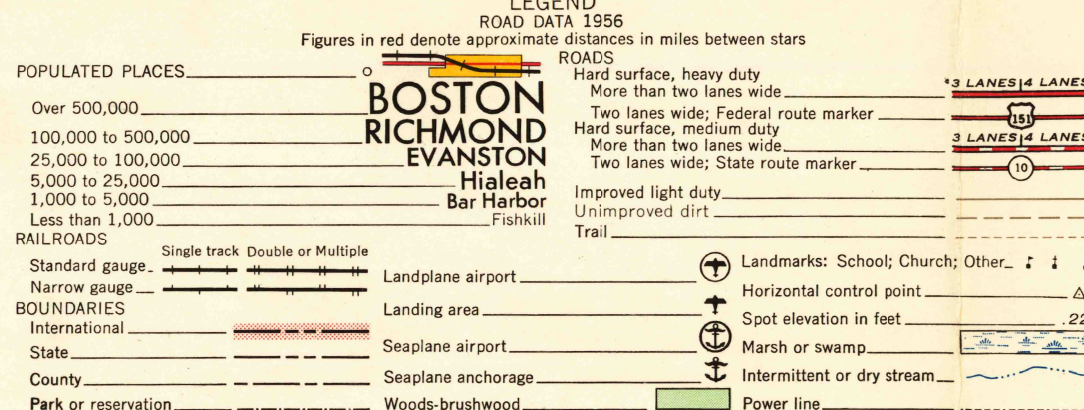 LEGEND
ROAD DATA 1956
Figures in red denote approximate distances in miles between stars
POPULATED PLACES
Over 500,000 BOSTON
100,000 to 500,000 RICHMOND
25,000 to 100,000 EVANSTON
5,000 to 25,000 Hialeah
1,000 to 5,000 Bar Harbor
Less than 1,000 Fishkill
ROADS
Hard surface, heavy duty
More than two lanes wide *3 LANES|4 LANES
Two lanes wide; Federal route marker 151
Hard surface, medium duty
More than two lanes wide 3 LANES|4 LANES
Two lanes wide; State route marker 10
Improved light duty
Unimproved dirt
Trail
RAILROADS
Single track Double or Multiple
Standard gauge
Narrow gauge
BOUNDARIES
International
State
County
Park or reservation
Landplane airport
Landing area
Seaplane airport
Seaplane anchorage
Woods-brushwood
Landmarks: School; Church; Other
Horizontal control point
Spot elevation in feet .22
Marsh or swamp
Intermittent or dry stream
Power line